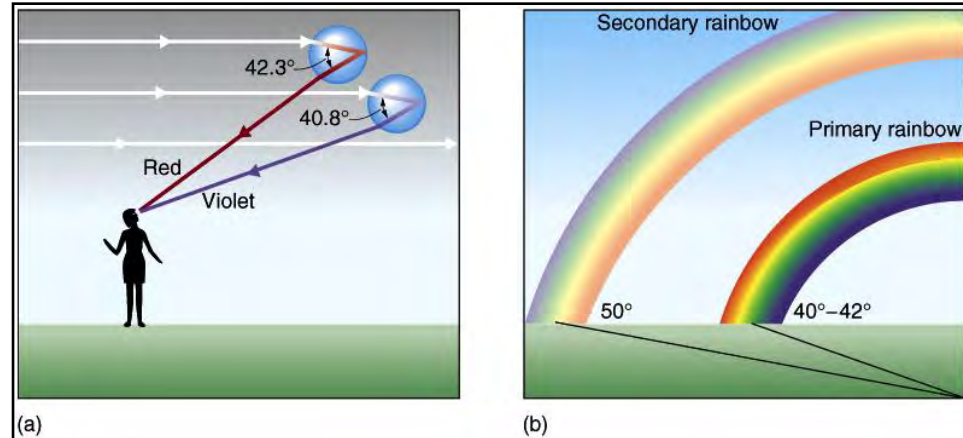 42.3°
40.8°
Red
Violet
(a)
Secondary rainbow
Primary rainbow
50°
40°–42°
(b)